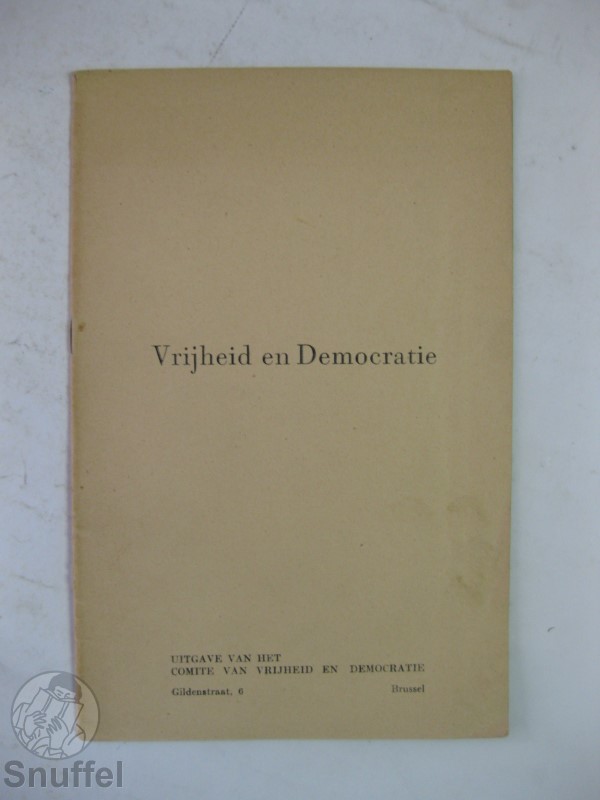 Vrijheid en Democratie
UITGAVE VAN HET
COMITE VAN VRIJHEID EN DEMOCRATIE
Gildenstraat, 6 Brussel
Snuffel